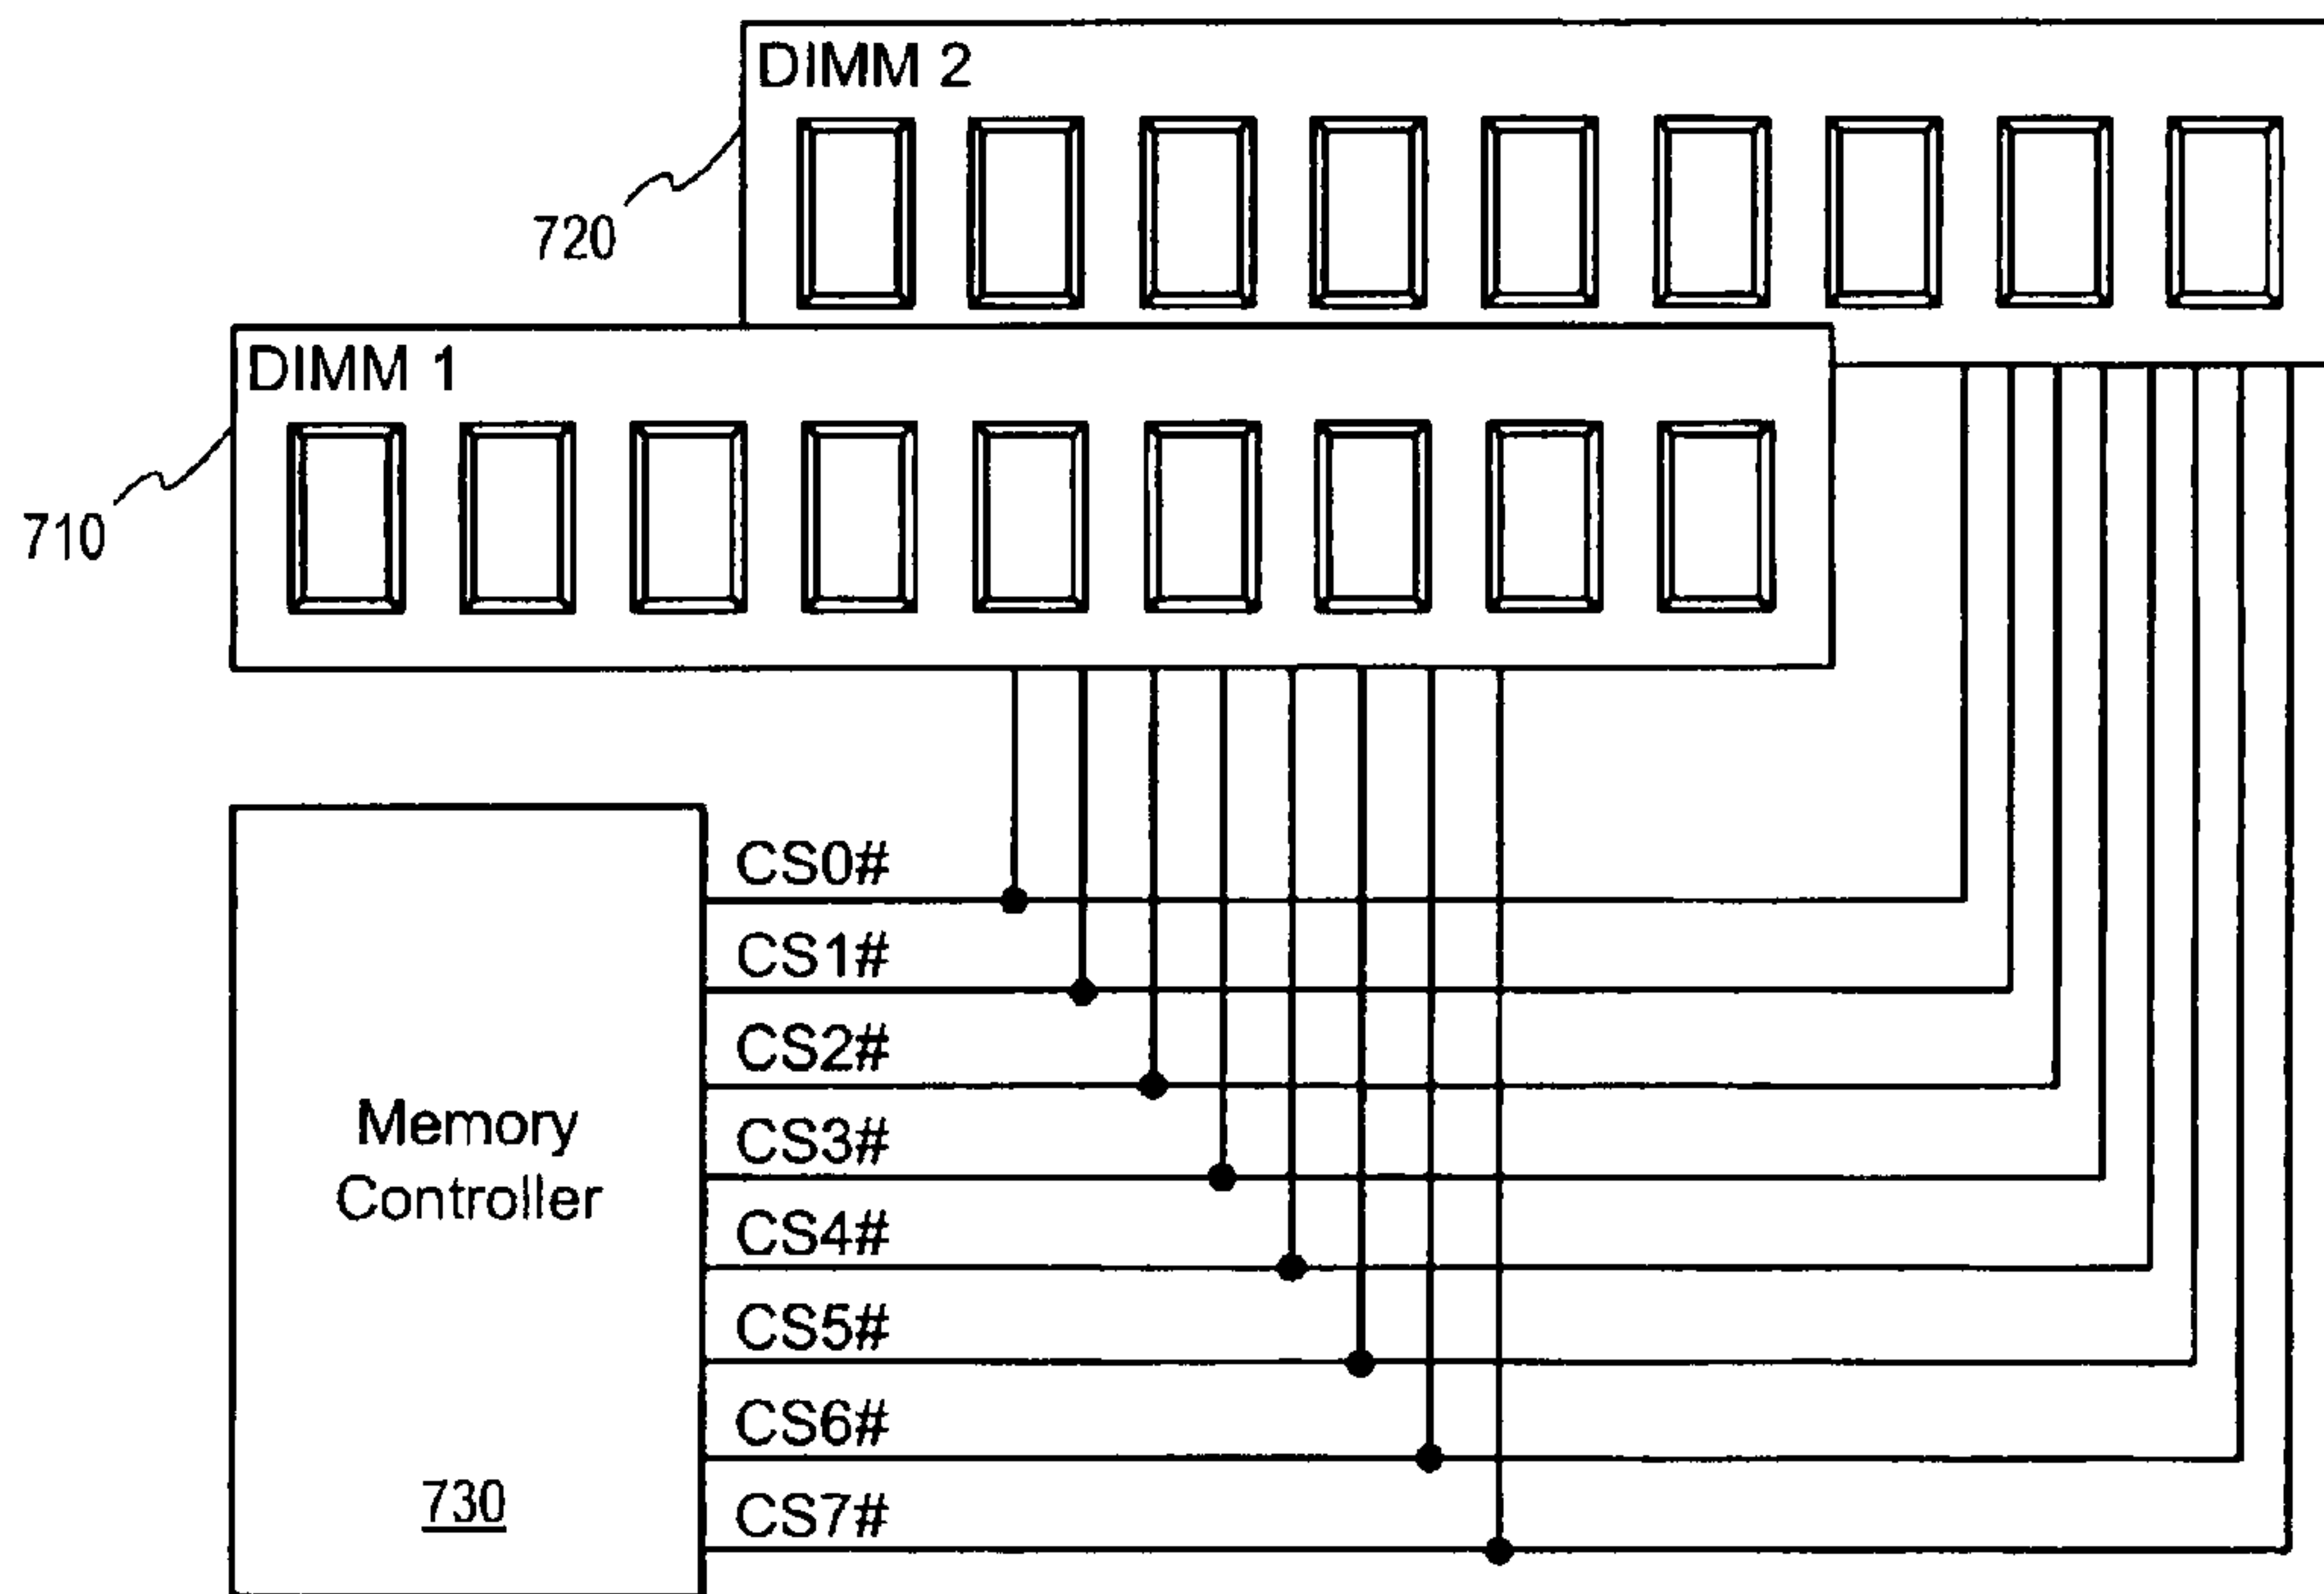 DIMM 2
720
DIMM 1
710
CS0#
CS1#
CS2#
CS3#
CS4#
CS5#
CS6#
CS7#
Memory
Controller
730